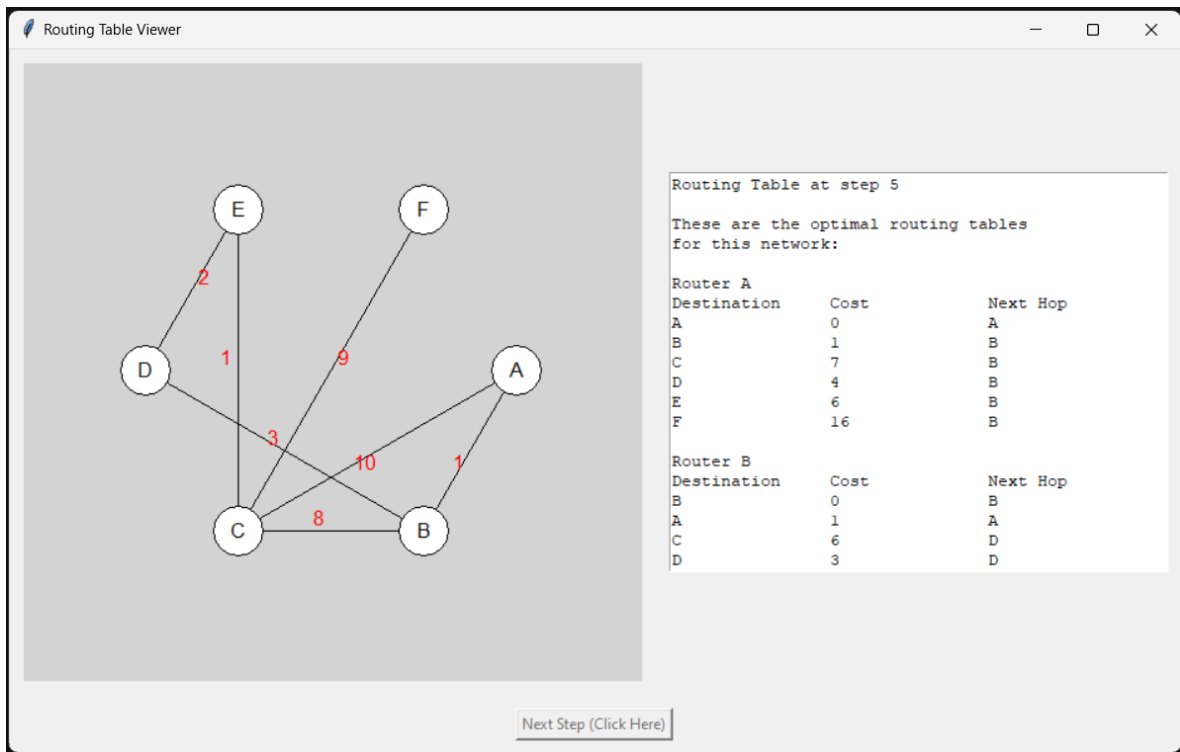 Routing Table Viewer
E
F
2
D
1
9
A
3
10
1
C
8
B
Routing Table at step 5
These are the optimal routing tables
for this network:
Router A
Destination Cost Next Hop
A 0 A
B 1 B
C 7 B
D 4 B
E 6 B
F 16 B
Router B
Destination Cost Next Hop
B 0 B
A 1 A
C 6 D
D 3 D
Next Step (Click Here)